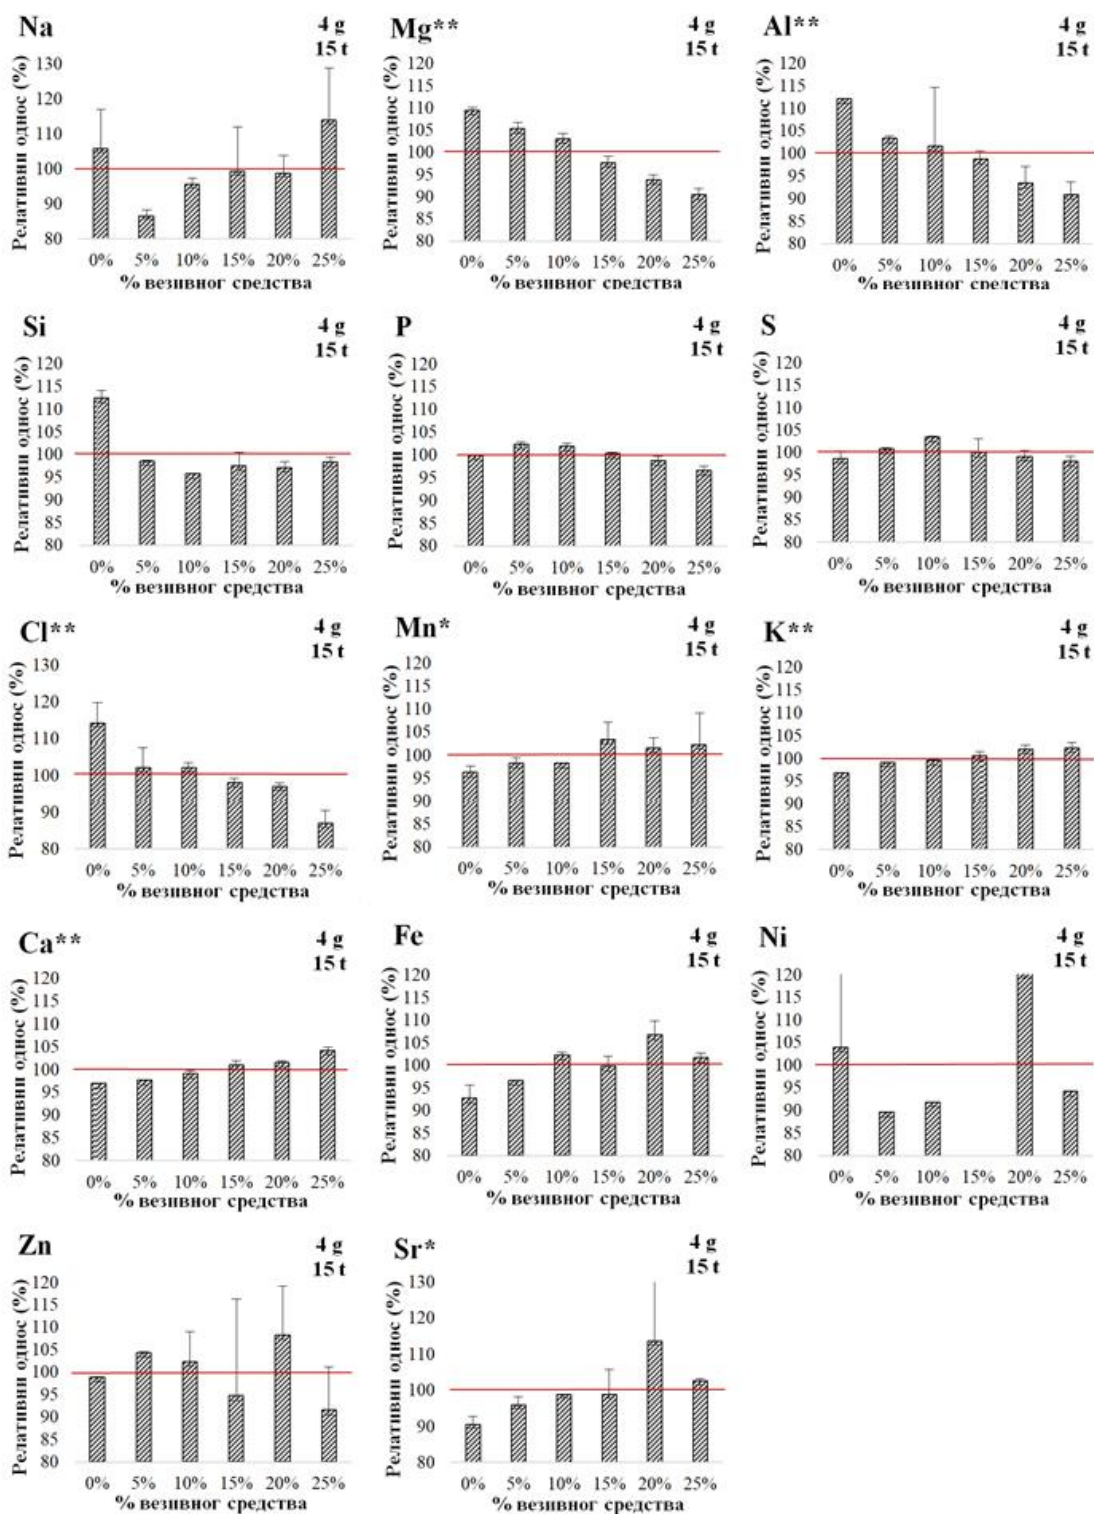 Na
4 g
15 t
Релативни однос (%)
130
120
110
100
90
80
0% 5% 10% 15% 20% 25%
% везивног средства
Mg**
4 g
15 t
Релативни однос (%)
120
115
110
105
100
95
90
85
80
0% 5% 10% 15% 20% 25%
% везивног средства
Al**
4 g
15 t
Релативни однос (%)
120
115
110
105
100
95
90
85
80
0% 5% 10% 15% 20% 25%
% везивног средства
Si
4 g
15 t
Релативни однос (%)
120
115
110
105
100
95
90
85
80
0% 5% 10% 15% 20% 25%
% везивног средства
P
4 g
15 t
Релативни однос (%)
120
115
110
105
100
95
90
85
80
0% 5% 10% 15% 20% 25%
% везивног средства
S
4 g
15 t
Релативни однос (%)
120
115
110
105
100
95
90
85
80
0% 5% 10% 15% 20% 25%
% везивног средства
Cl**
4 g
15 t
Релативни однос (%)
130
120
110
100
90
80
0% 5% 10% 15% 20% 25%
% везивног средства
Mn*
4 g
15 t
Релативни однос (%)
120
115
110
105
100
95
90
85
80
0% 5% 10% 15% 20% 25%
% везивног средства
K**
4 g
15 t
Релативни однос (%)
120
115
110
105
100
95
90
85
80
0% 5% 10% 15% 20% 25%
% везивног средства
Ca**
4 g
15 t
Релативни однос (%)
120
115
110
105
100
95
90
85
80
0% 5% 10% 15% 20% 25%
% везивног средства
Fe
4 g
15 t
Релативни однос (%)
120
115
110
105
100
95
90
85
80
0% 5% 10% 15% 20% 25%
% везивног средства
Ni
4 g
15 t
Релативни однос (%)
120
115
110
105
100
95
90
85
80
0% 5% 10% 15% 20% 25%
% везивног средства
Zn
4 g
15 t
Релативни однос (%)
120
115
110
105
100
95
90
85
80
0% 5% 10% 15% 20% 25%
% везивног средства
Sr*
4 g
15 t
Релативни однос (%)
130
120
110
100
90
80
0% 5% 10% 15% 20% 25%
% везивног средства